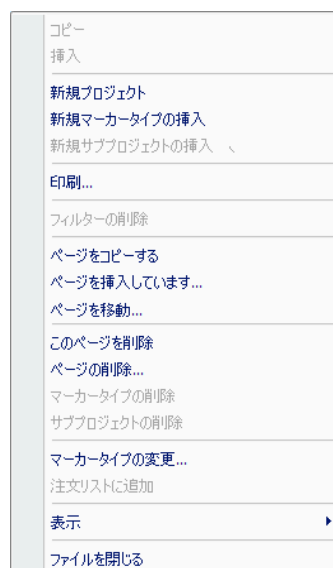 コピー
挿入
新規プロジェクト
新規マーカータイプの挿入
新規サブプロジェクトの挿入
印刷...
フィルターの削除
ページをコピーする
ページを挿入しています...
ページを移動...
このページを削除
ページの削除...
マーカータイプの削除
サブプロジェクトの削除
マーカータイプの変更...
注文リストに追加
表示
ファイルを閉じる